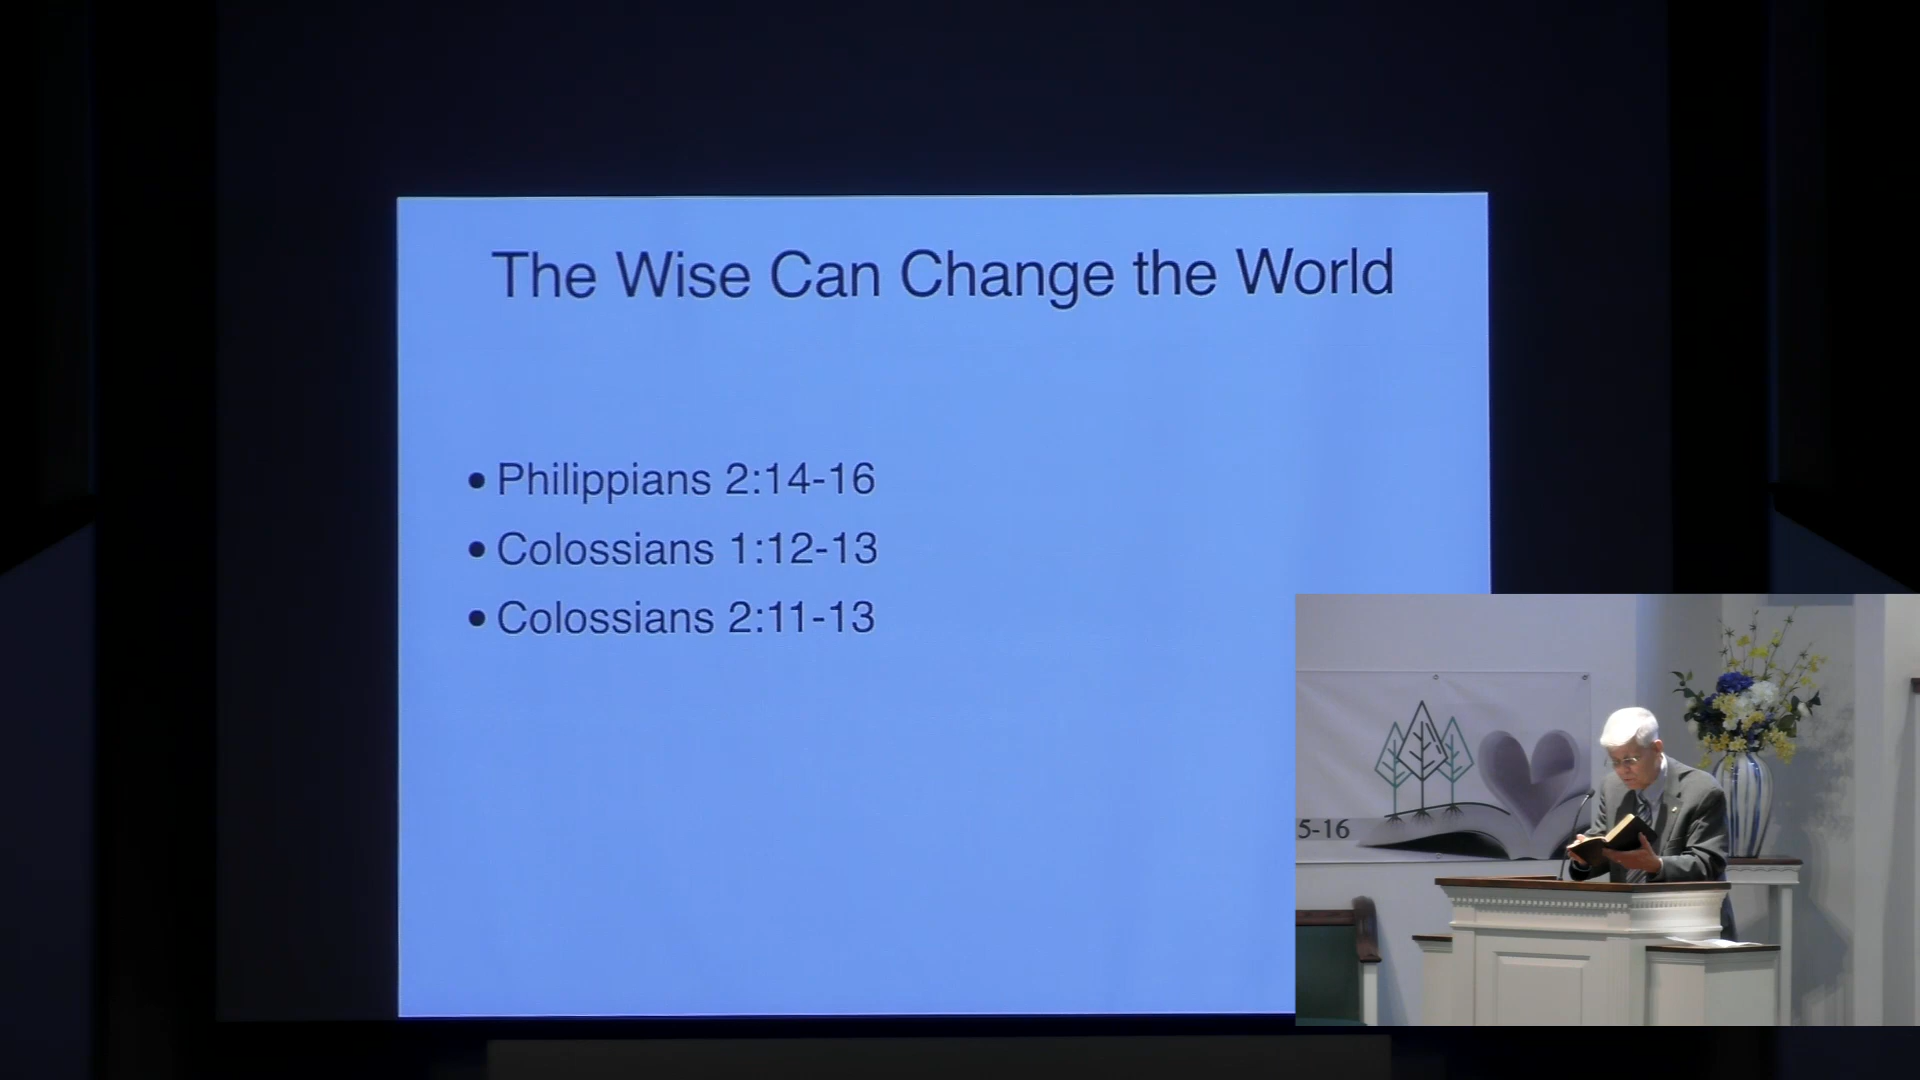 The Wise Can Change the World
• Philippians 2:14-16
• Colossians 1:12-13
• Colossians 2:11-13
5-16